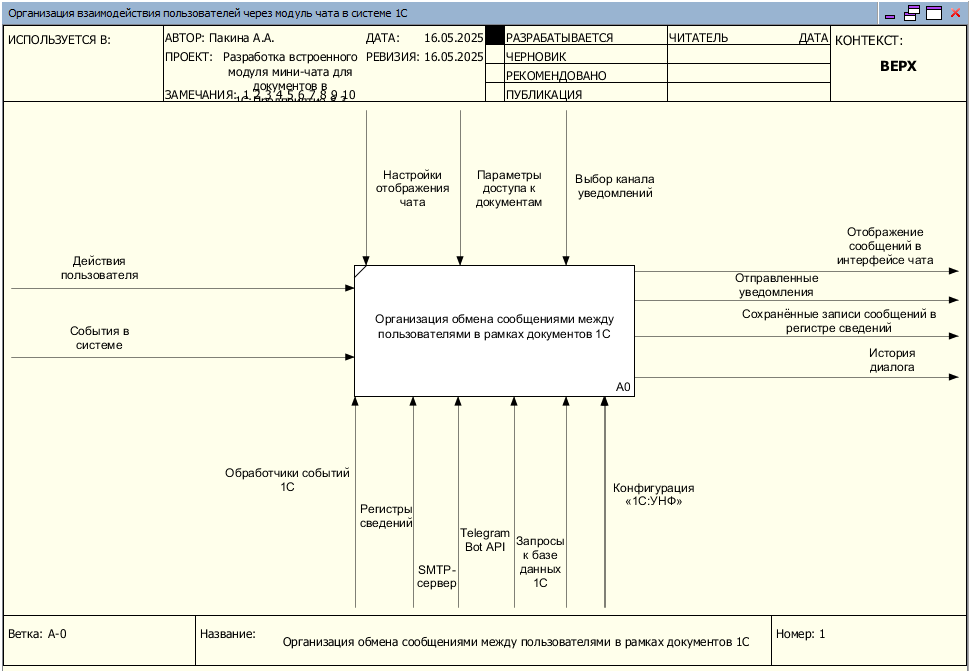 Организация взаимодействия пользователей через модуль чата в системе 1С
ИСПОЛЬЗУЕТСЯ В:
АВТОР: Пакина А.А.
ДАТА: 16.05.2025
ПРОЕКТ: Разработка встроенного
модуля мини-чата для
документов в
РЕВИЗИЯ: 16.05.2025
ЗАМЕЧАНИЯ: 1 2 3 4 5 6 7 8 9 10
РАЗРАБАТЫВАЕТСЯ
ЧЕРНОВИК
РЕКОМЕНДОВАНО
ПУБЛИКАЦИЯ
ЧИТАТЕЛЬ
ДАТА
КОНТЕКСТ:
ВЕРХ
Настройки
отображения
чата
Параметры
доступа к
документам
Выбор канала
уведомлений
Действия
пользователя
События в
системе
Организация обмена сообщениями между
пользователями в рамках документов 1С
A0
Отображение
сообщений в
интерфейсе чата
Отправленные
уведомления
Сохранённые записи сообщений в
регистре сведений
История
диалога
Обработчики событий
1С
Регистры
сведений
SMTP-
сервер
Telegram
Bot API
Запросы
к базе
данных
1С
Конфигурация
«1С:УНФ»
Ветка: A-0
Название:
Организация обмена сообщениями между пользователями в рамках документов 1С
Номер: 1